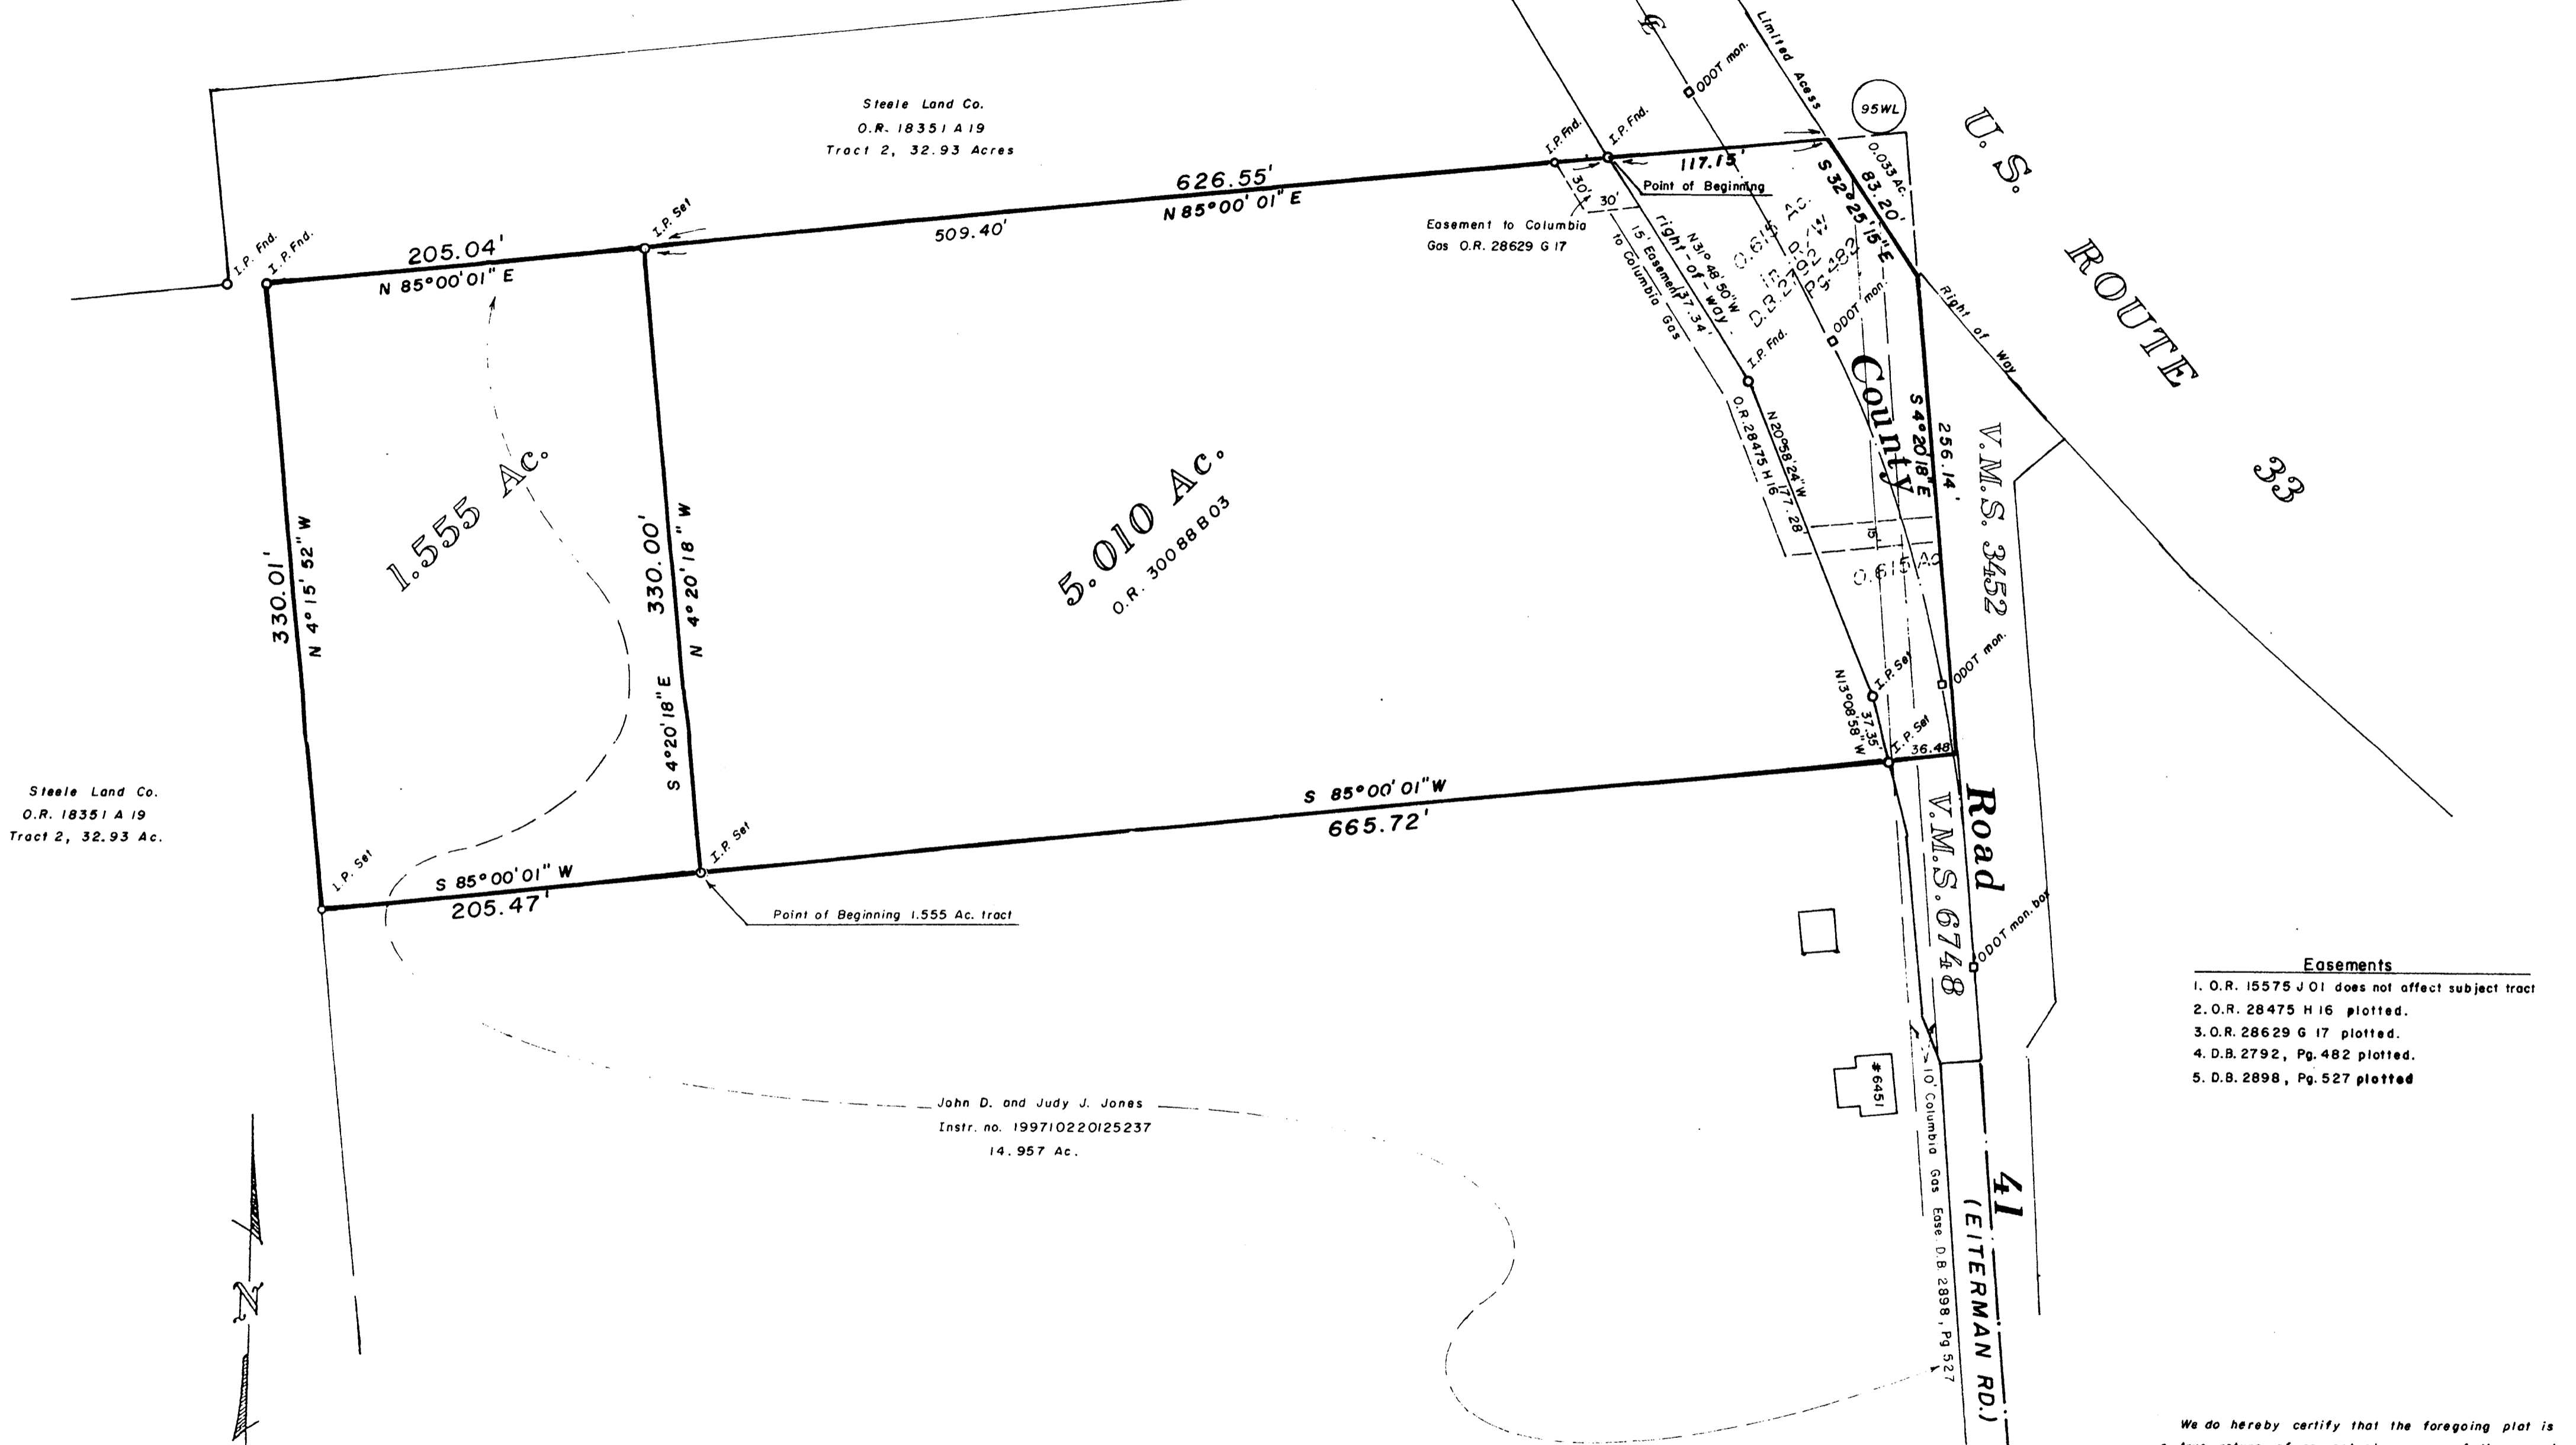 Steele Land Co.
O.R. 18351 A 19
Tract 2, 32.93 Acres
I.P. Fnd.
I.P. Fnd.
205.04'
N 85°00'01" E
I.P. Set
626.55'
N 85°00'01" E
509.40'
I.P. Fnd.
I.P. Fnd.
117.15'
Point of Beginning
Easement to Columbia
Gas O.R. 28629 G 17
30'
30'
℄
ODOT mon.
Limited Acess
95WL
0.033 Ac.
83.20'
S 32°25'15" E
U. S. ROUTE 33
right-of-way
N31°48'50"W
137.34'
15' Easement
to Columbia Gas
0.615 Ac.
D.B. 2792
Pg. 482
ODOT mon.
I.P. Fnd.
Right of Way
County
S 4°20'18"E
256.14'
V.M.S. 3452
O.R. 28475 H 16
N20°58'24"W
177.28'
15'
0.615 Ac
330.01'
N 4°15'52" W
1.555 Ac.
330.00'
N 4°20'18" W
S 4°20'18" E
5.010 Ac.
O.R. 30088 B 03
ODOT mon.
I.P. Set
N13°08'58"W
37.35'
I.P. Set
36.48'
S 85°00'01" W
665.72'
Steele Land Co.
O.R. 18351 A 19
Tract 2, 32.93 Ac.
I.P. Set
S 85°00'01" W
205.47'
I.P. Set
Point of Beginning 1.555 Ac. tract
Road
V.M.S. 6748
ODOT mon. box
#6451
10' Columbia Gas Ease. D.B. 2898, Pg 527
John D. and Judy J. Jones
Instr. no. 199710220125237
14.957 Ac.
41
(EITERMAN RD.)
N
Easements
1. O.R. 15575 J 01 does not affect subject tract
2. O.R. 28475 H 16 plotted.
3. O.R. 28629 G 17 plotted.
4. D.B. 2792, Pg. 482 plotted.
5. D.B. 2898, Pg. 527 plotted
We do hereby certify that the foregoing plat is